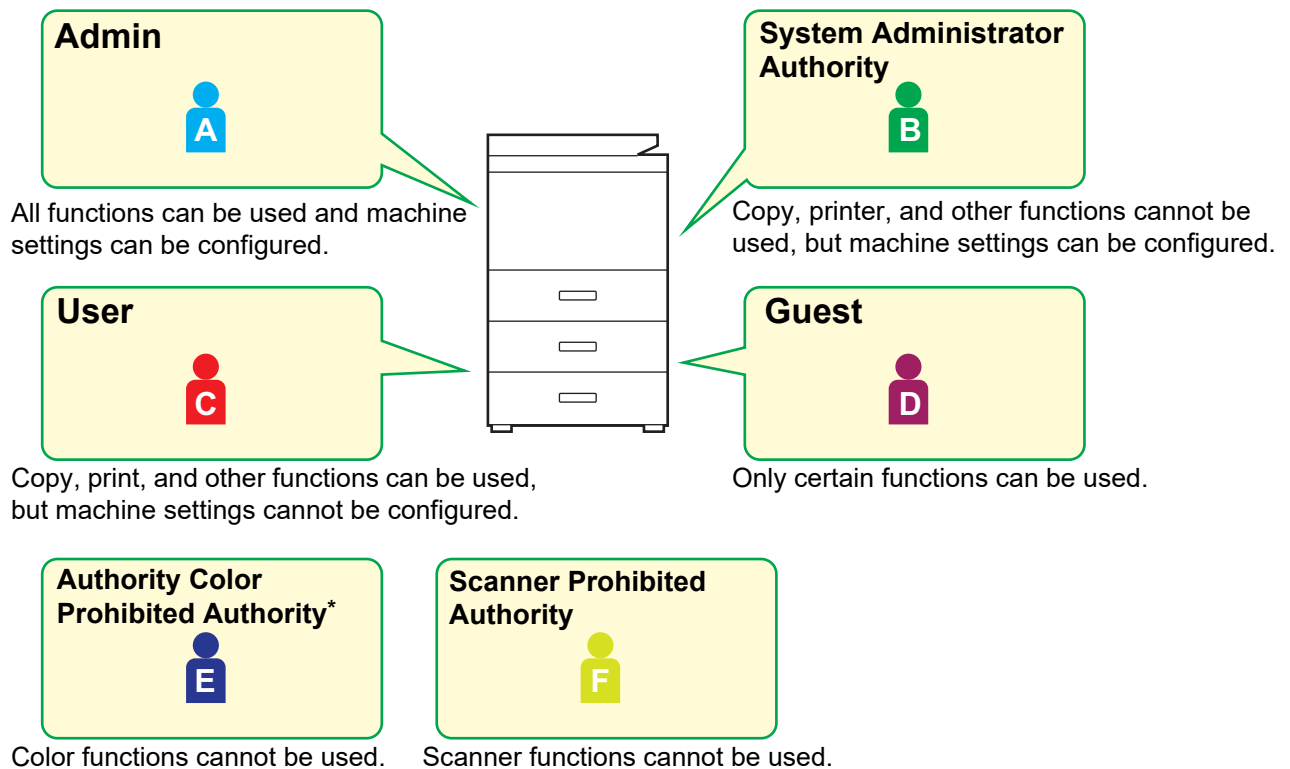 Admin
A
All functions can be used and machine
settings can be configured.
System Administrator
Authority
B
Copy, printer, and other functions cannot be
used, but machine settings can be configured.
User
C
Copy, print, and other functions can be used,
but machine settings cannot be configured.
Guest
D
Only certain functions can be used.
Authority Color
Prohibited Authority*
E
Color functions cannot be used.
Scanner Prohibited
Authority
F
Scanner functions cannot be used.